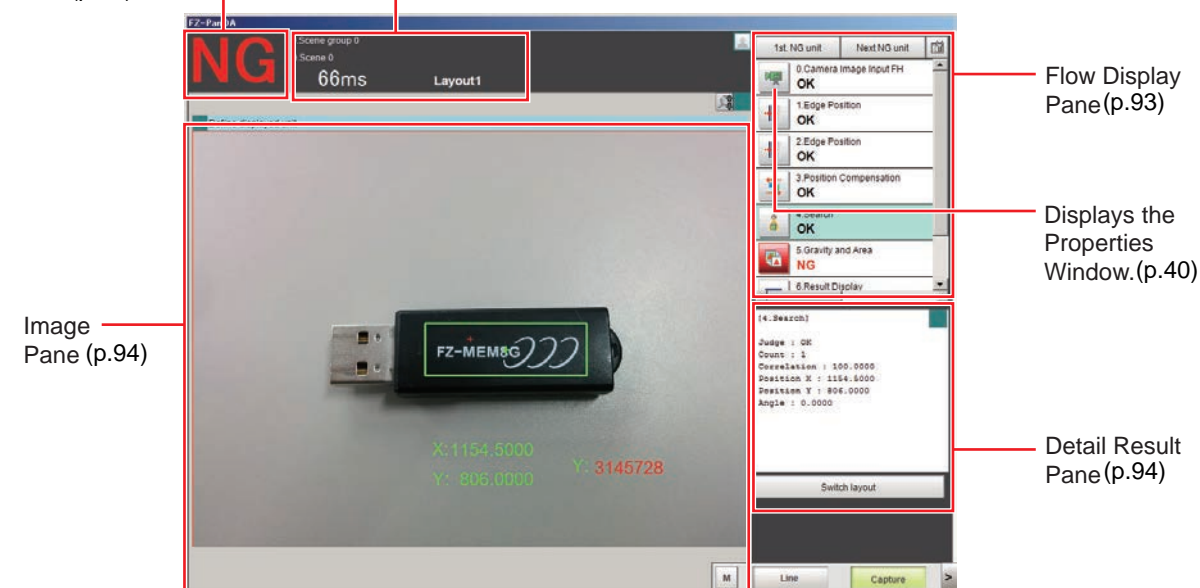 FZ-PanDA
NG
Scene group 0
Scene 0
66ms
Layout1
1st. NG unit
Next NG unit
0.Camera Image Input FH
OK
1.Edge Position
OK
2.Edge Position
OK
3.Position Compensation
OK
4.Search
OK
5.Gravity and Area
NG
6.Result Display
Flow Display
Pane(p.93)
Displays the
Properties
Window.(p.40)
Image
Pane (p.94)
FZ-MEM8G
X:1154.5000
Y: 806.0000
Y: 3145728
[4.Search]
Judge : OK
Count : 1
Correlation : 100.0000
Position X : 1154.5000
Position Y : 806.0000
Angle : 0.0000
Detail Result
Pane(p.94)
Switch layout
M
Line
Capture
>